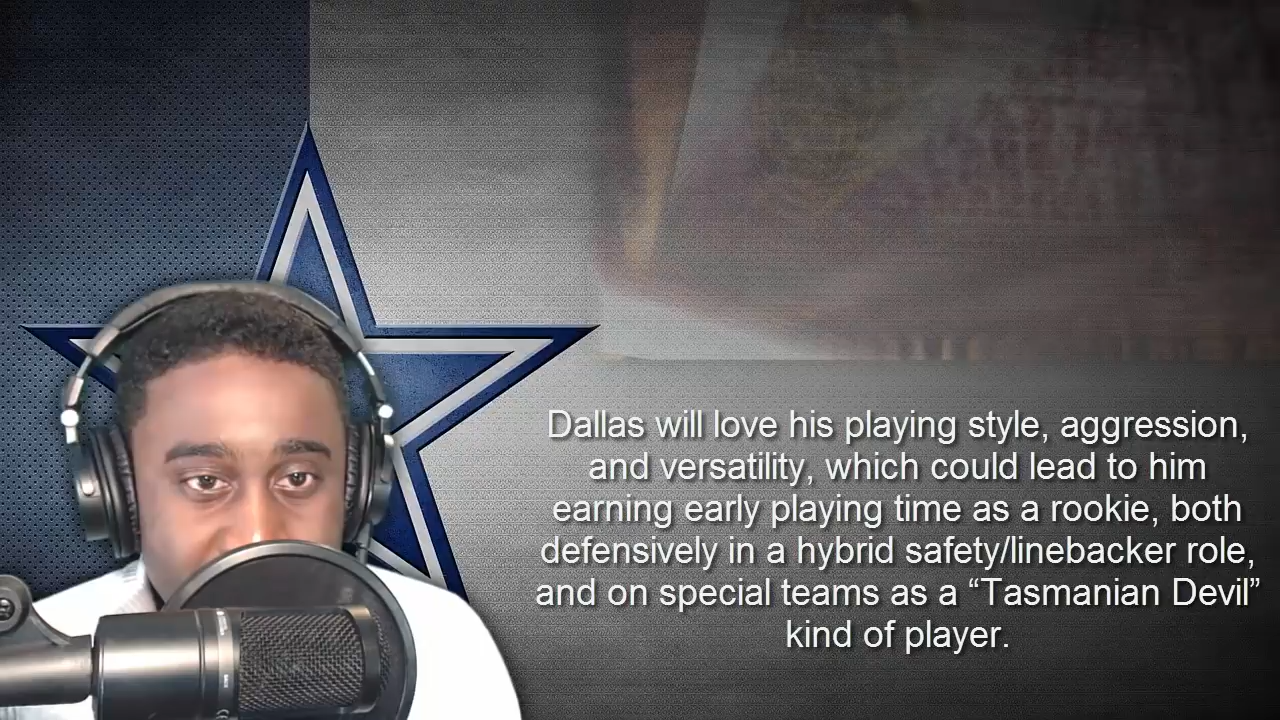 Dallas will love his playing style, aggression,
and versatility, which could lead to him
earning early playing time as a rookie, both
defensively in a hybrid safety/linebacker role,
and on special teams as a “Tasmanian Devil”
kind of player.